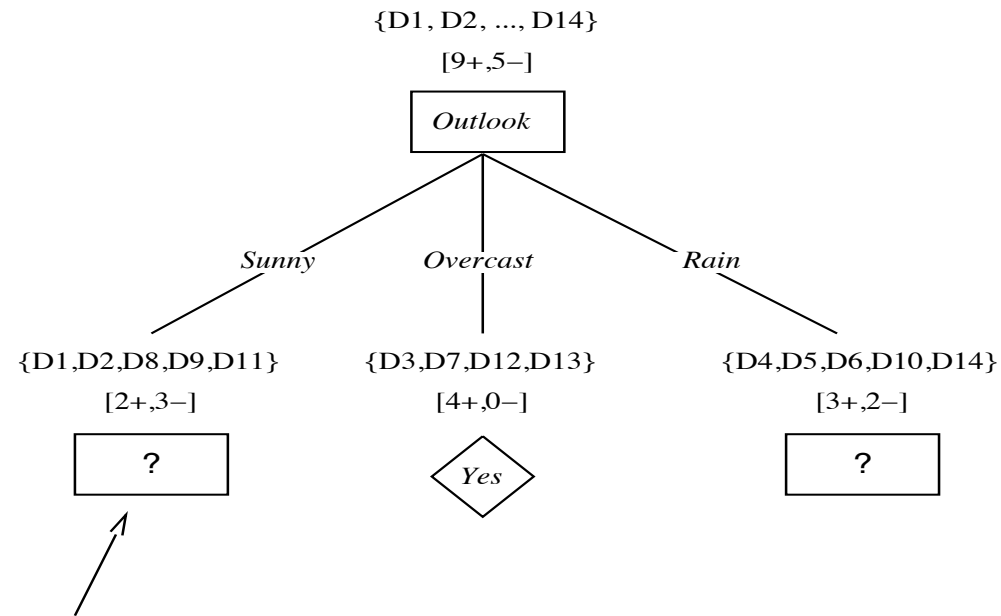 {D1, D2, ..., D14}
[9+,5−]
Outlook
Sunny
Overcast
Rain
{D1,D2,D8,D9,D11}
{D3,D7,D12,D13}
{D4,D5,D6,D10,D14}
[2+,3−]
[4+,0−]
[3+,2−]
?
Yes
?